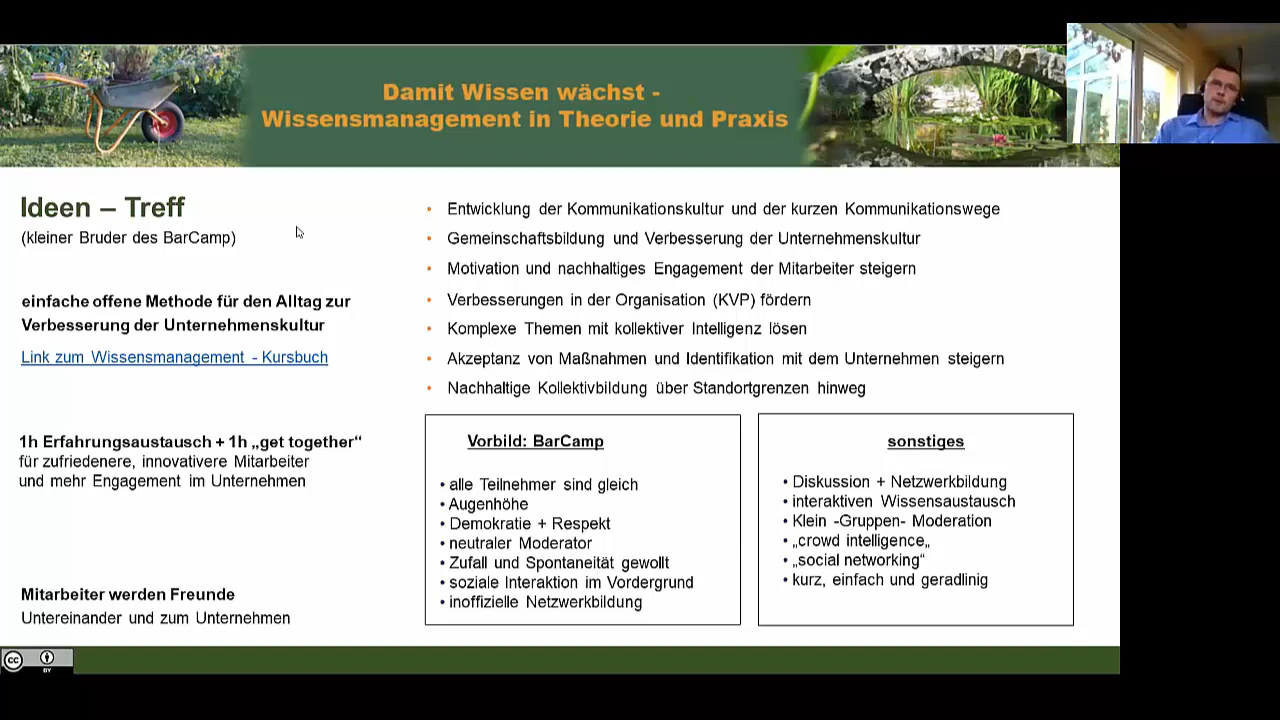 Damit Wissen wächst -
Wissensmanagement in Theorie und Praxis
Ideen – Treff
(kleiner Bruder des BarCamp)
einfache offene Methode für den Alltag zur
Verbesserung der Unternehmenskultur
Link zum Wissensmanagement - Kursbuch
1h Erfahrungsaustausch + 1h „get together“
für zufriedenere, innovativere Mitarbeiter
und mehr Engagement im Unternehmen
Mitarbeiter werden Freunde
Untereinander und zum Unternehmen
• Entwicklung der Kommunikationskultur und der kurzen Kommunikationswege
• Gemeinschaftsbildung und Verbesserung der Unternehmenskultur
• Motivation und nachhaltiges Engagement der Mitarbeiter steigern
• Verbesserungen in der Organisation (KVP) fördern
• Komplexe Themen mit kollektiver Intelligenz lösen
• Akzeptanz von Maßnahmen und Identifikation mit dem Unternehmen steigern
• Nachhaltige Kollektivbildung über Standortgrenzen hinweg
Vorbild: BarCamp
• alle Teilnehmer sind gleich
• Augenhöhe
• Demokratie + Respekt
• neutraler Moderator
• Zufall und Spontaneität gewollt
• soziale Interaktion im Vordergrund
• inoffizielle Netzwerkbildung
sonstiges
• Diskussion + Netzwerkbildung
• interaktiven Wissensaustausch
• Klein -Gruppen- Moderation
• „crowd intelligence„
• „social networking“
• kurz, einfach und geradlinig
cc
BY